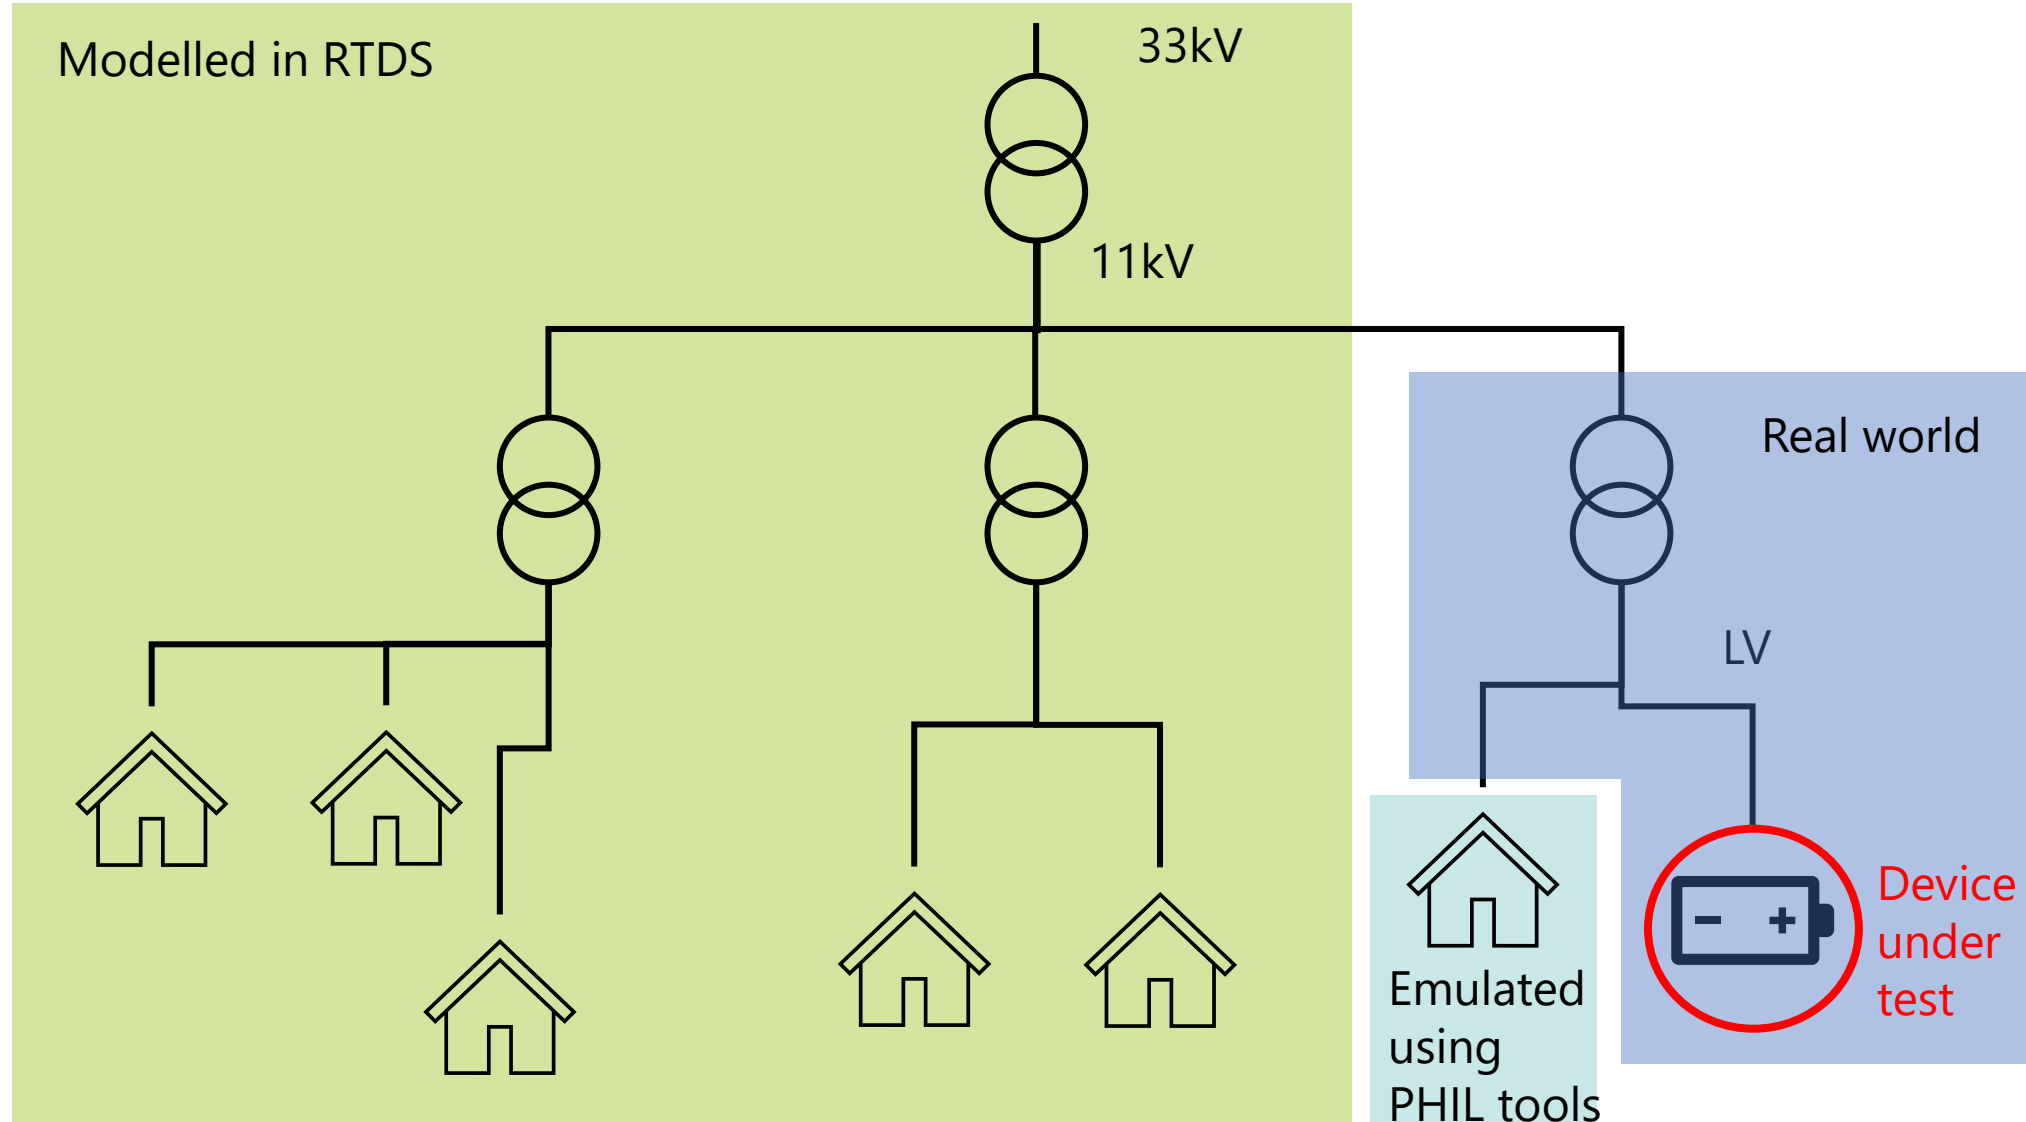 Modelled in RTDS
33kV
11kV
Real world
LV
Device
under
test
Emulated
using
PHIL tools